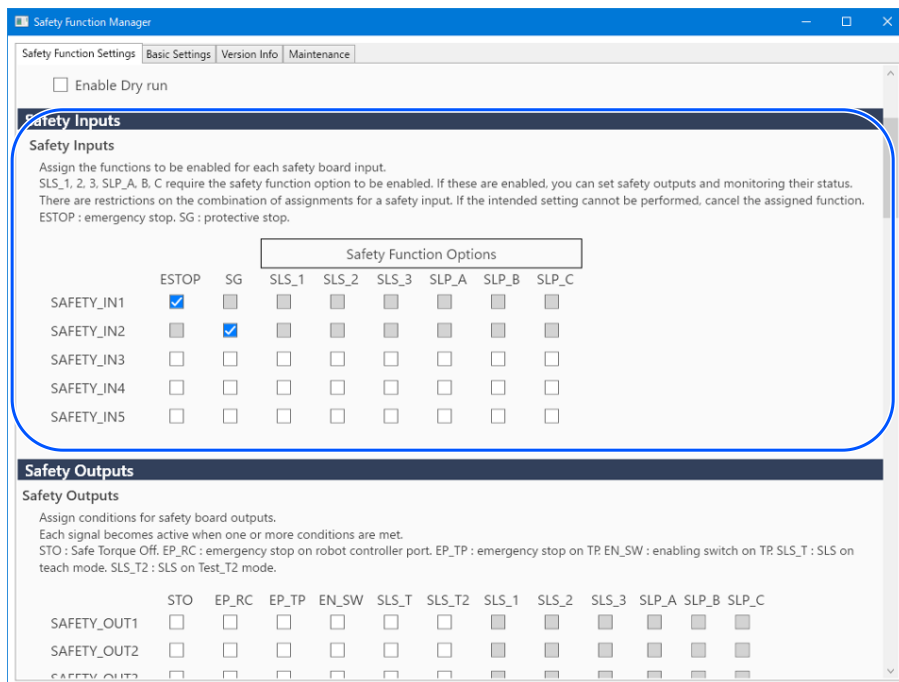 Safety Function Manager
Safety Function Settings Basic Settings Version Info Maintenance
Enable Dry run
Safety Inputs
Safety Inputs
Assign the functions to be enabled for each safety board input.
SLS_1, 2, 3, SLP_A, B, C require the safety function option to be enabled. If these are enabled, you can set safety outputs and monitoring their status.
There are restrictions on the combination of assignments for a safety input. If the intended setting cannot be performed, cancel the assigned function.
ESTOP : emergency stop. SG : protective stop.
Safety Function Options
ESTOP SG SLS_1 SLS_2 SLS_3 SLP_A SLP_B SLP_C
SAFETY_IN1
SAFETY_IN2
SAFETY_IN3
SAFETY_IN4
SAFETY_IN5
Safety Outputs
Safety Outputs
Assign conditions for safety board outputs.
Each signal becomes active when one or more conditions are met.
STO : Safe Torque Off. EP_RC : emergency stop on robot controller port. EP_TP : emergency stop on TP. EN_SW : enabling switch on TP. SLS_T : SLS on
teach mode. SLS_T2 : SLS on Test_T2 mode.
STO EP_RC EP_TP EN_SW SLS_T SLS_T2 SLS_1 SLS_2 SLS_3 SLP_A SLP_B SLP_C
SAFETY_OUT1
SAFETY_OUT2
SAFETY_OUT3